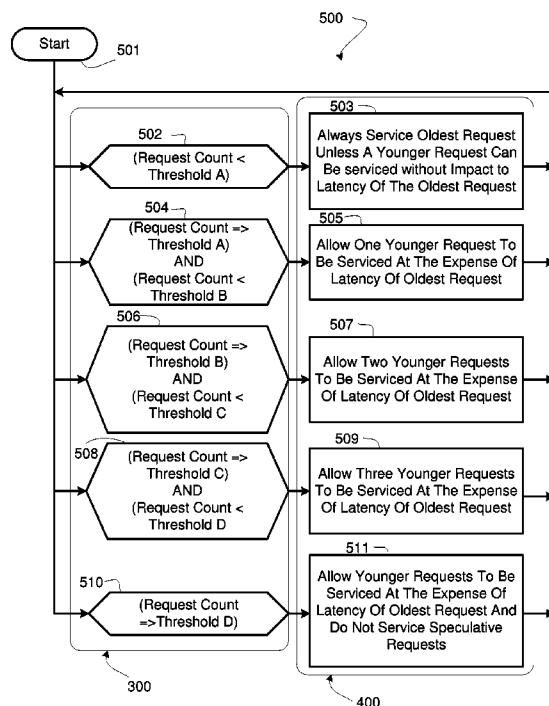 Start
501
500
502
(Request Count <
Threshold A)
503
Always Service Oldest Request
Unless A Younger Request Can
Be serviced without Impact to
Latency Of The Oldest Request
504
(Request Count =>
Threshold A)
AND
(Request Count <
Threshold B
505
Allow One Younger Request To
Be Serviced At The Expense Of
Latency Of Oldest Request
506
(Request Count =>
Threshold B)
AND
(Request Count <
Threshold C
507
Allow Two Younger Requests
To Be Serviced At The Expense
Of Latency Of Oldest Request
508
(Request Count =>
Threshold C)
AND
(Request Count <
Threshold D
509
Allow Three Younger Requests
To Be Serviced At The Expense
Of Latency Of Oldest Request
510
(Request Count
=>Threshold D)
511
Allow Younger Requests To Be
Serviced At The Expense Of
Latency Of Oldest Request And
Do Not Service Speculative
Requests
300
400